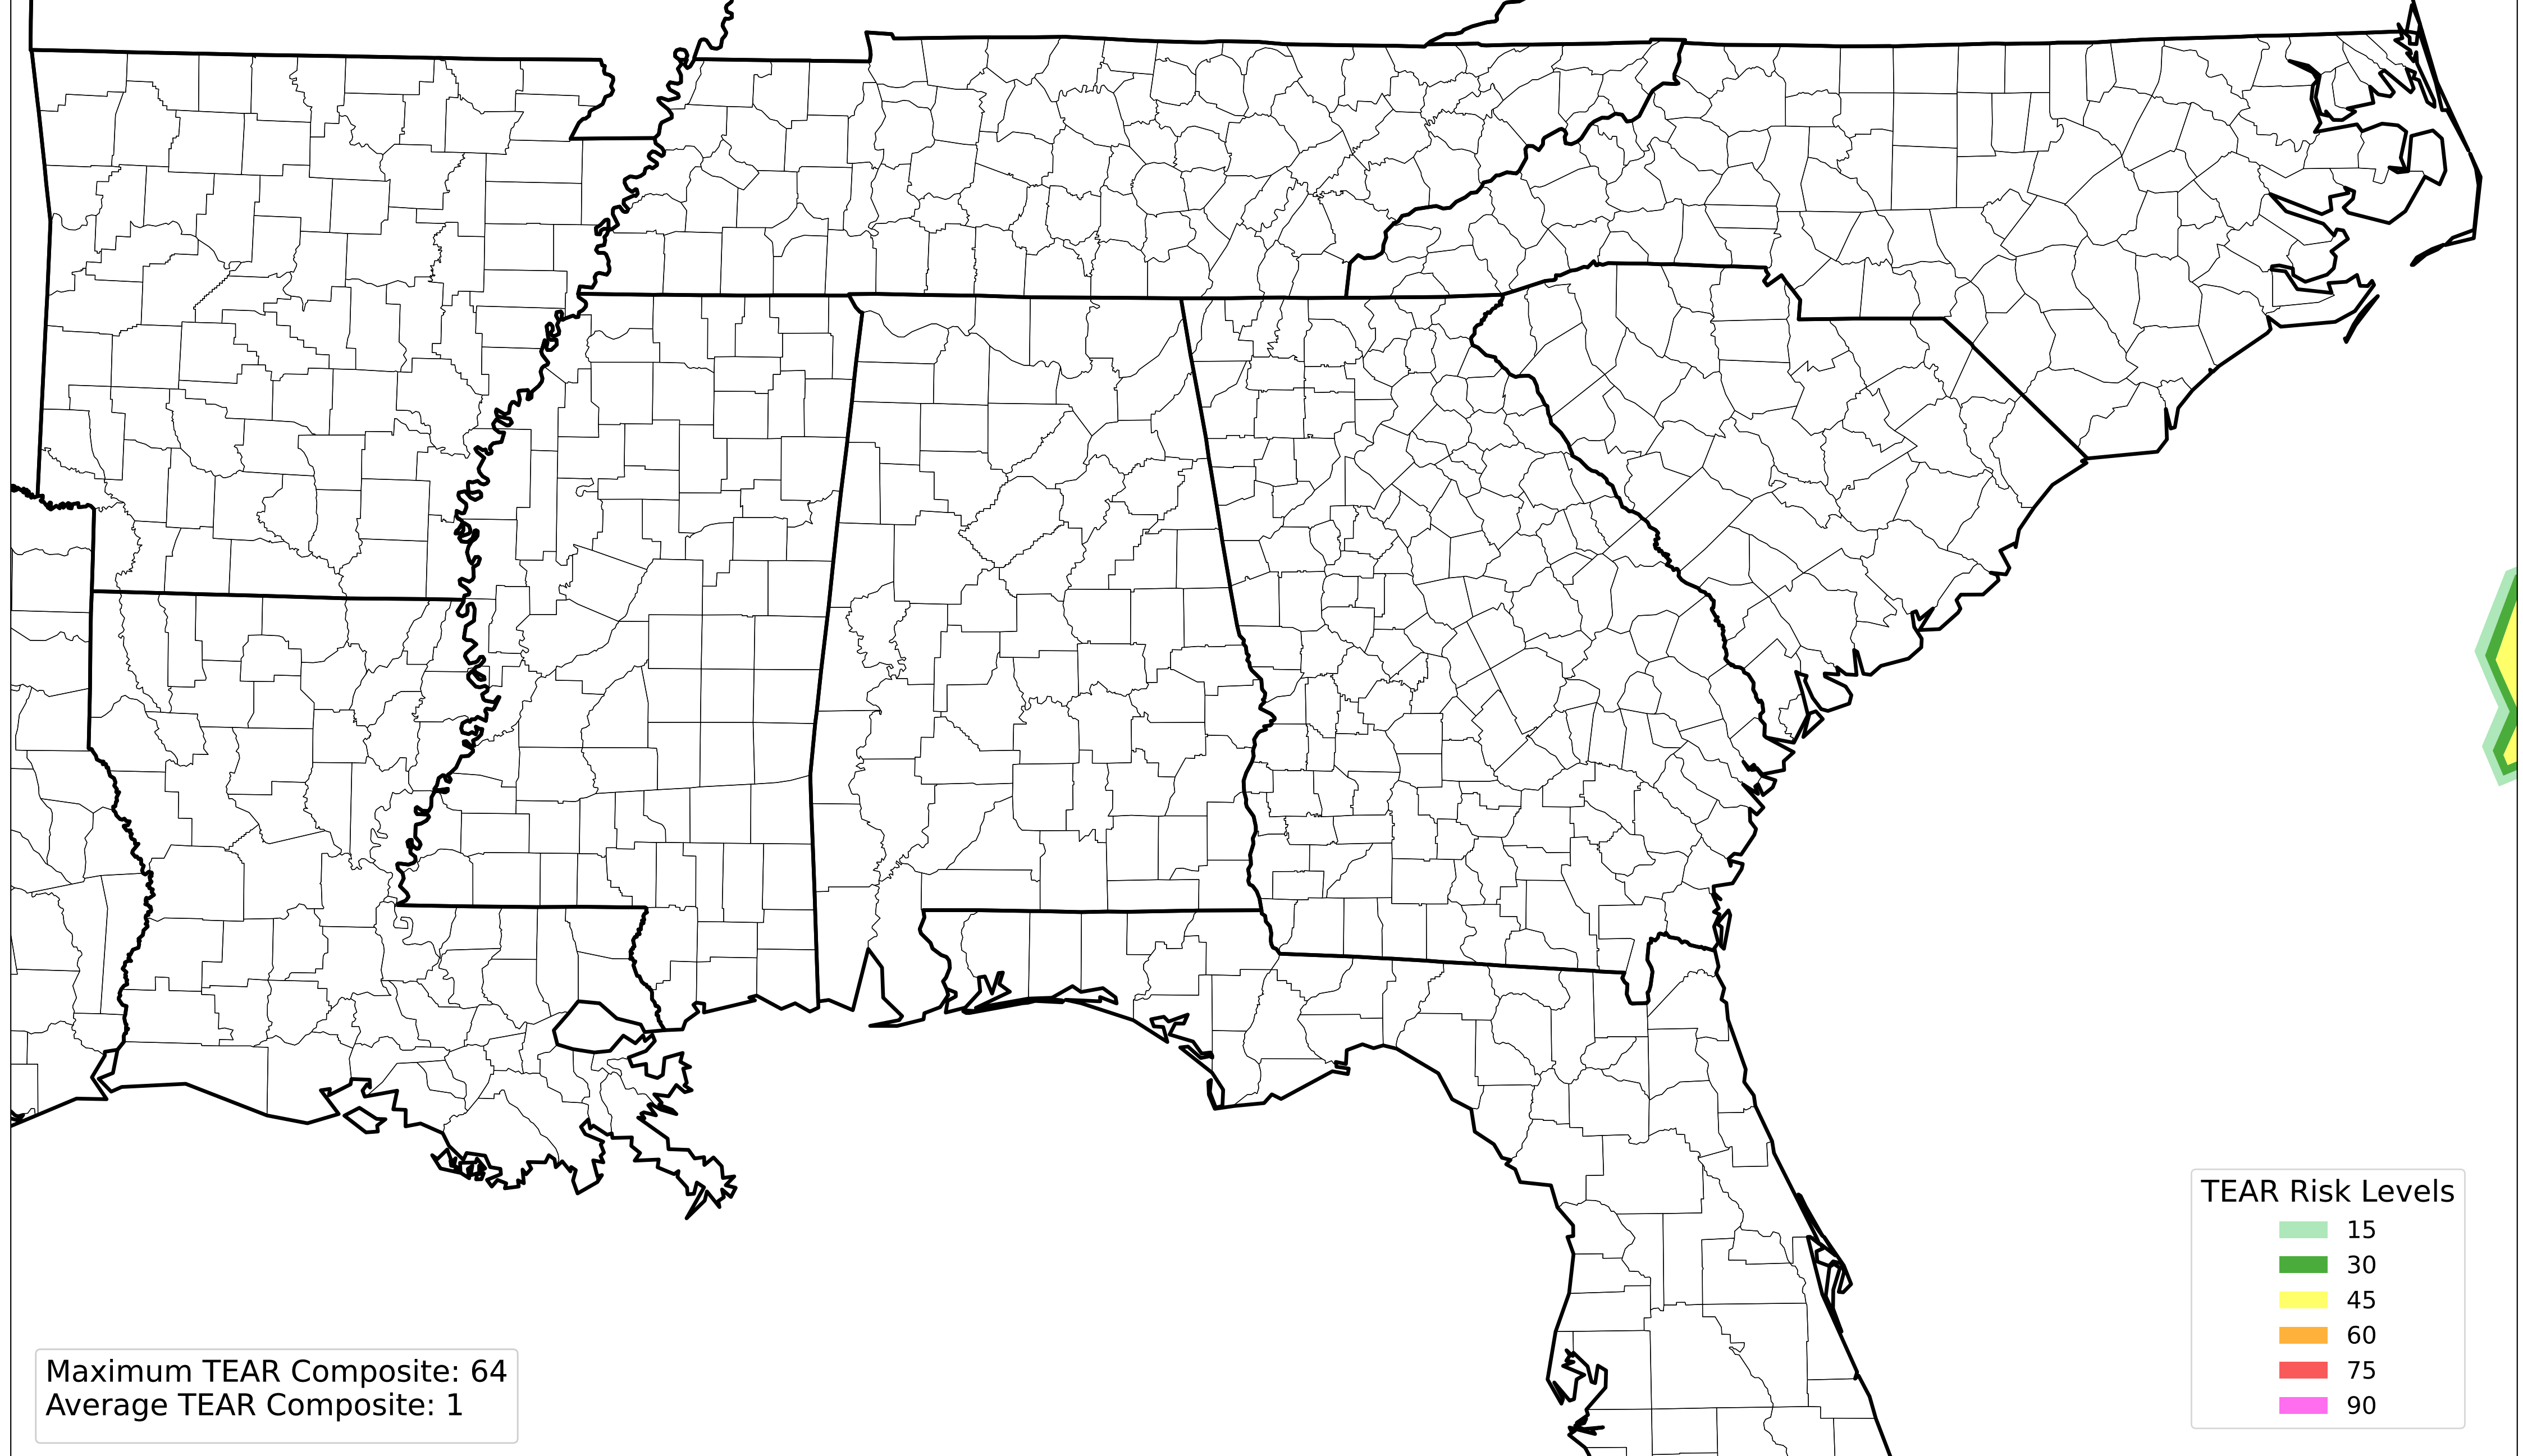 TEAR Risk Levels
15
30
45
60
75
90
Maximum TEAR Composite: 64
Average TEAR Composite: 1